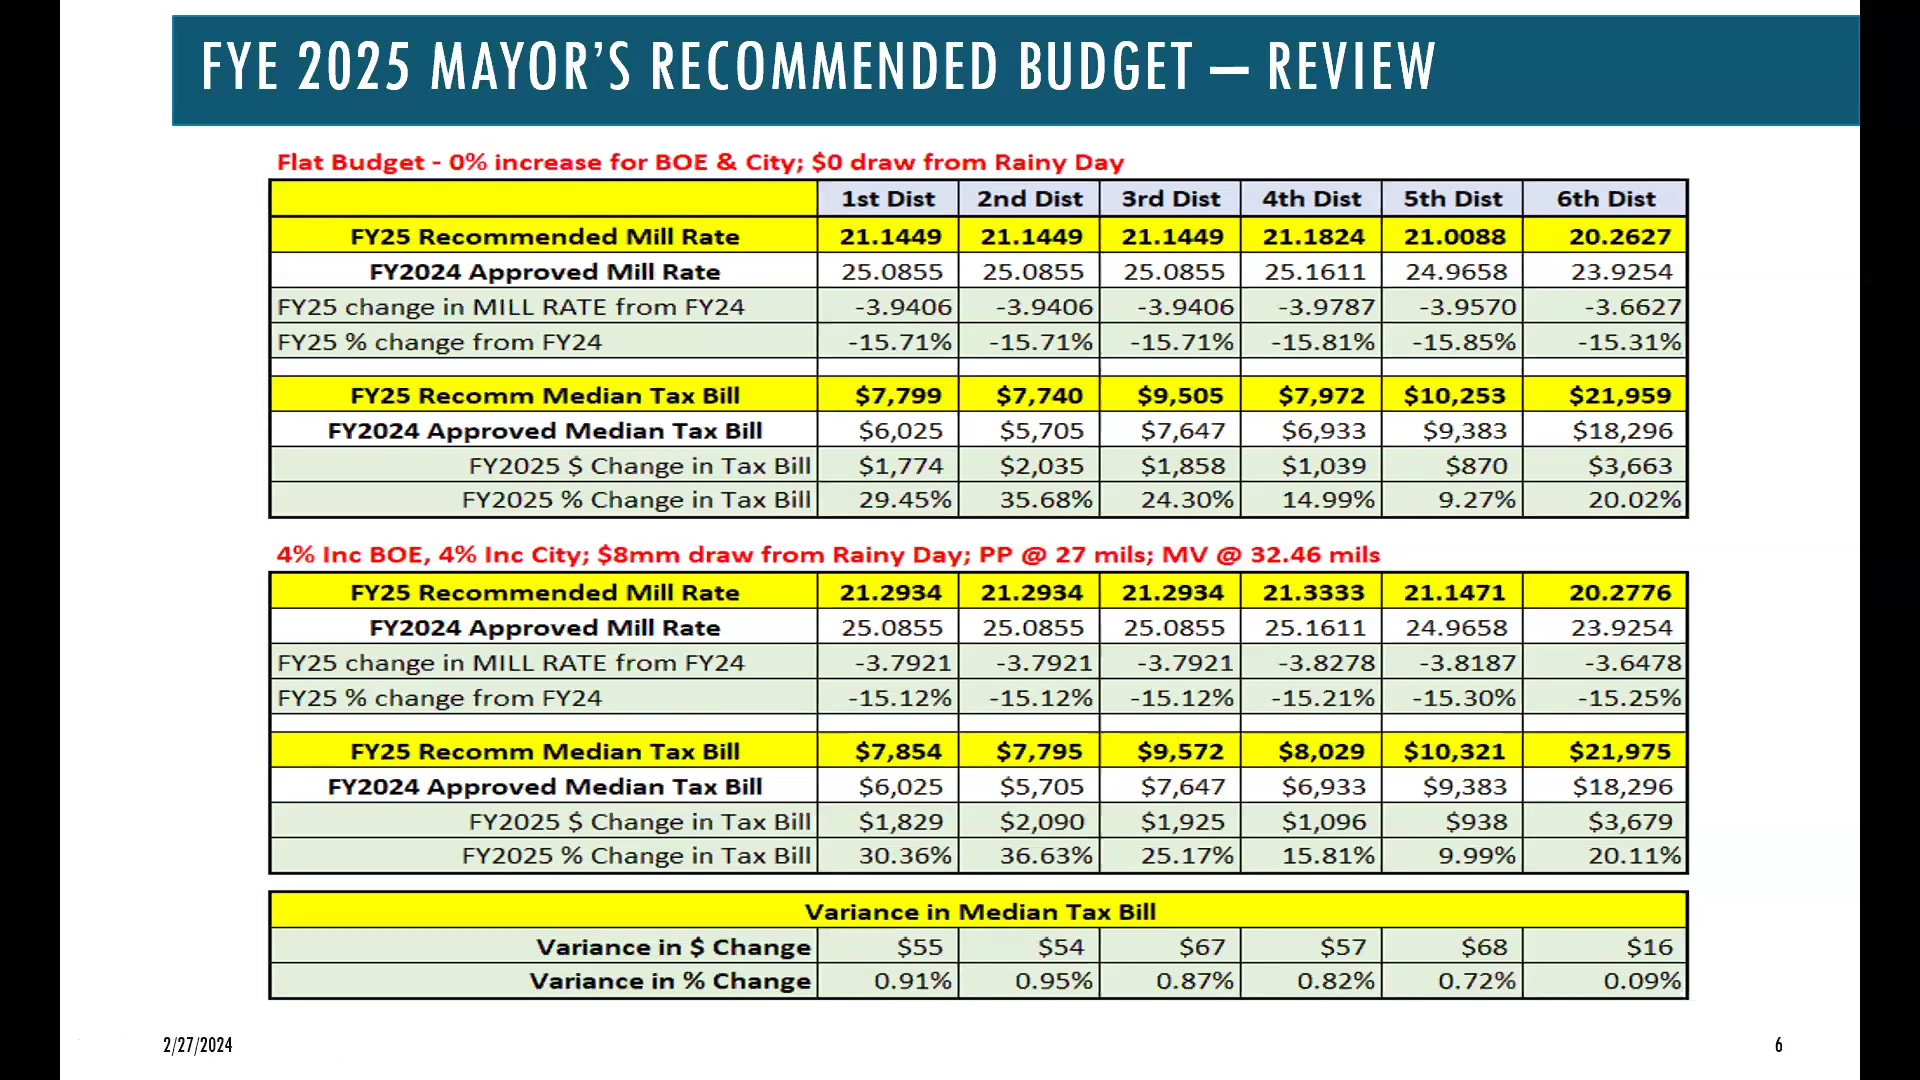 FYE 2025 MAYOR'S RECOMMENDED BUDGET — REVIEW
Flat Budget - 0% increase for BOE & City; $0 draw from Rainy Day
1st Dist 2nd Dist 3rd Dist 4th Dist 5th Dist 6th Dist
FY25 Recommended Mill Rate 21.1449 21.1449 21.1449 21.1824 21.0088 20.2627
FY2024 Approved Mill Rate 25.0855 25.0855 25.0855 25.1611 24.9658 23.9254
FY25 change in MILL RATE from FY24 -3.9406 -3.9406 -3.9406 -3.9787 -3.9570 -3.6627
FY25 % change from FY24 -15.71% -15.71% -15.71% -15.81% -15.85% -15.31%
FY25 Recomm Median Tax Bill $7,799 $7,740 $9,505 $7,972 $10,253 $21,959
FY2024 Approved Median Tax Bill $6,025 $5,705 $7,647 $6,933 $9,383 $18,296
FY2025 $ Change in Tax Bill $1,774 $2,035 $1,858 $1,039 $870 $3,663
FY2025 % Change in Tax Bill 29.45% 35.68% 24.30% 14.99% 9.27% 20.02%
4% Inc BOE, 4% Inc City; $8mm draw from Rainy Day; PP @ 27 mils; MV @ 32.46 mils
FY25 Recommended Mill Rate 21.2934 21.2934 21.2934 21.3333 21.1471 20.2776
FY2024 Approved Mill Rate 25.0855 25.0855 25.0855 25.1611 24.9658 23.9254
FY25 change in MILL RATE from FY24 -3.7921 -3.7921 -3.7921 -3.8278 -3.8187 -3.6478
FY25 % change from FY24 -15.12% -15.12% -15.12% -15.21% -15.30% -15.25%
FY25 Recomm Median Tax Bill $7,854 $7,795 $9,572 $8,029 $10,321 $21,975
FY2024 Approved Median Tax Bill $6,025 $5,705 $7,647 $6,933 $9,383 $18,296
FY2025 $ Change in Tax Bill $1,829 $2,090 $1,925 $1,096 $938 $3,679
FY2025 % Change in Tax Bill 30.36% 36.63% 25.17% 15.81% 9.99% 20.11%
Variance in Median Tax Bill
Variance in $ Change $55 $54 $67 $57 $68 $16
Variance in % Change 0.91% 0.95% 0.87% 0.82% 0.72% 0.09%
2/27/2024 6